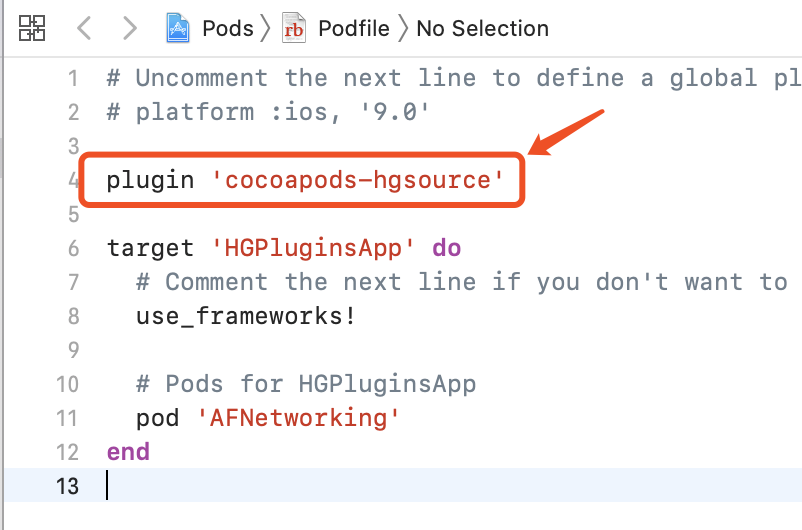 Pods Podfile No Selection
1 # Uncomment the next line to define a global pl
2 # platform :ios, '9.0'
3
4 plugin 'cocoapods-hgsource'
5
6 target 'HGPluginsApp' do
7 # Comment the next line if you don't want to
8 use_frameworks!
9
10 # Pods for HGPluginsApp
11 pod 'AFNetworking'
12 end
13